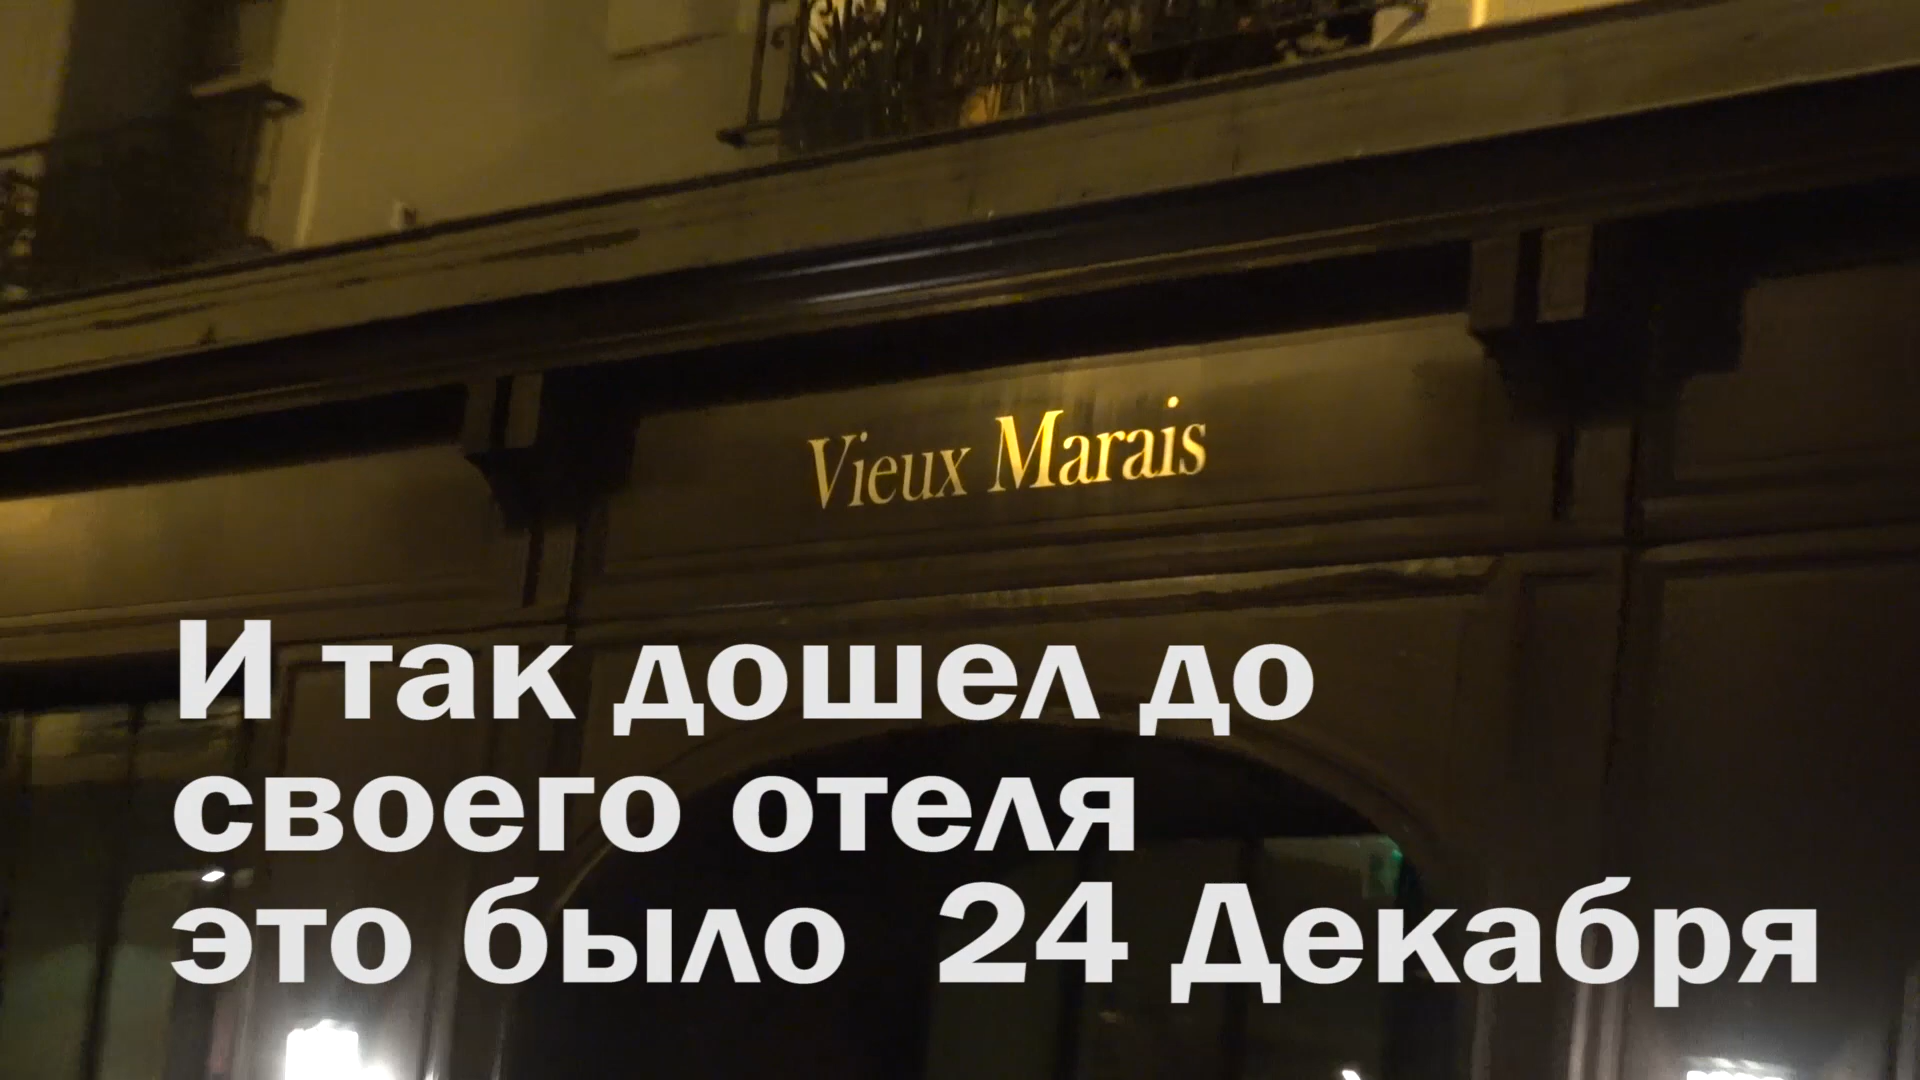 Vieux Marais
И так дошел до
своего отеля
это было 24 Декабря